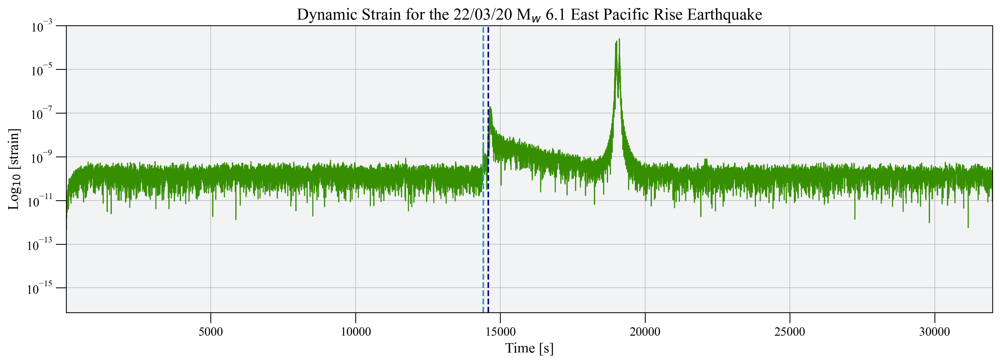 Dynamic Strain for the 22/03/20 M$_w$ 6.1 East Pacific Rise Earthquake
10⁻³
10⁻⁵
10⁻⁷
10⁻⁹
10⁻¹¹
10⁻¹³
10⁻¹⁵
Log₁₀ [strain]
5000 10000 15000 20000 25000 30000
Time [s]